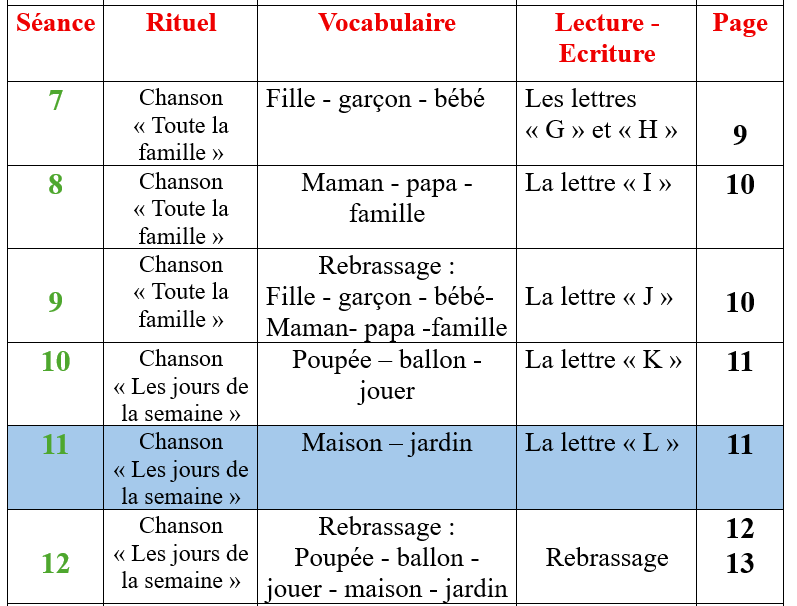 Séance Rituel Vocabulaire Lecture - Page
Ecriture
7 Chanson Fille - garçon - bébé Les lettres
« Toute la « G » et « H » 9
famille »
8 Chanson Maman - papa - La lettre « I » 10
« Toute la famille
famille »
Chanson Rebrassage :
9 « Toute la Fille - garçon - bébé- La lettre « J » 10
famille » Maman- papa -famille
10 Chanson Poupée – ballon - La lettre « K » 11
« Les jours de jouer
la semaine »
11 Chanson Maison – jardin La lettre « L » 11
« Les jours de
la semaine »
Chanson Rebrassage : 12
12 « Les jours de Poupée - ballon - Rebrassage 13
la semaine » jouer - maison - jardin